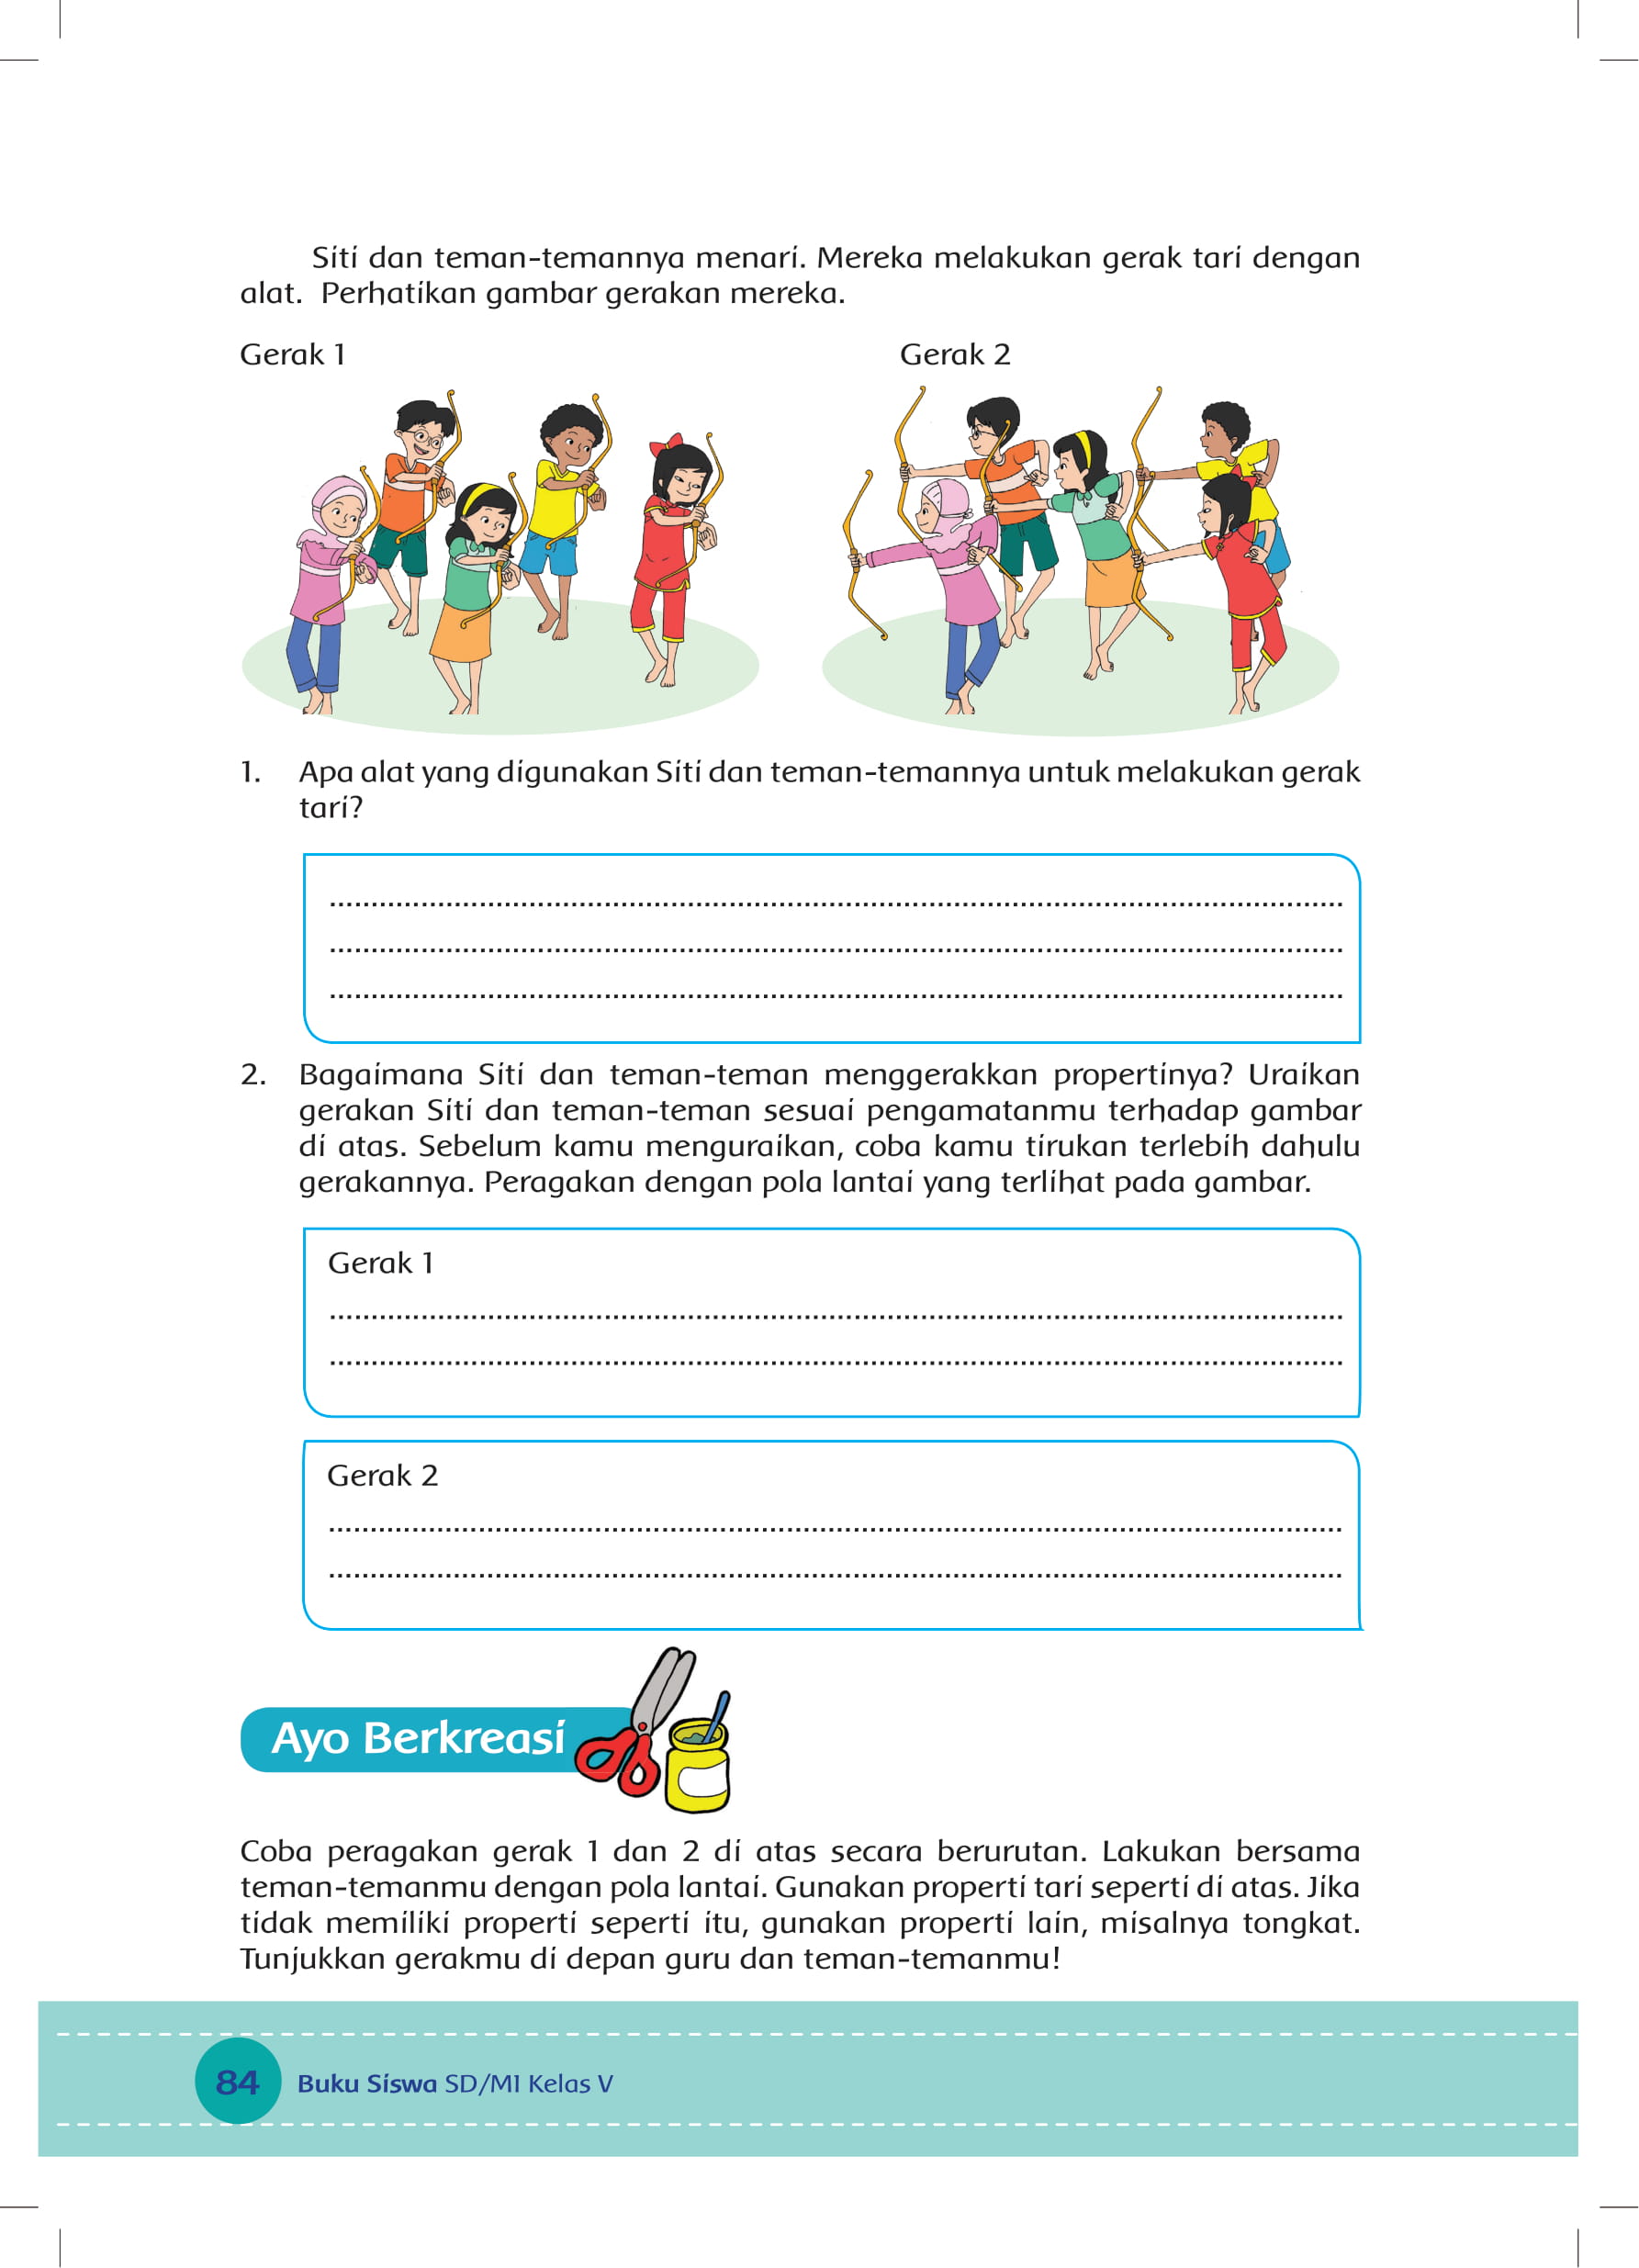 Siti dan teman-temannya menari. Mereka melakukan gerak tari dengan
alat. Perhatikan gambar gerakan mereka.
Gerak 1
Gerak 2
1. Apa alat yang digunakan Siti dan teman-temannya untuk melakukan gerak
tari?
2. Bagaimana Siti dan teman-teman menggerakkan propertinya? Uraikan
gerakan Siti dan teman-teman sesuai pengamatanmu terhadap gambar
di atas. Sebelum kamu menguraikan, coba kamu tirukan terlebih dahulu
gerakannya. Peragakan dengan pola lantai yang terlihat pada gambar.
Gerak 1
Gerak 2
Ayo Berkreasi
Coba peragakan gerak 1 dan 2 di atas secara berurutan. Lakukan bersama
teman-temanmu dengan pola lantai. Gunakan properti tari seperti di atas. Jika
tidak memiliki properti seperti itu, gunakan properti lain, misalnya tongkat.
Tunjukkan gerakmu di depan guru dan teman-temanmu!
84 Buku Siswa SD/MI Kelas V